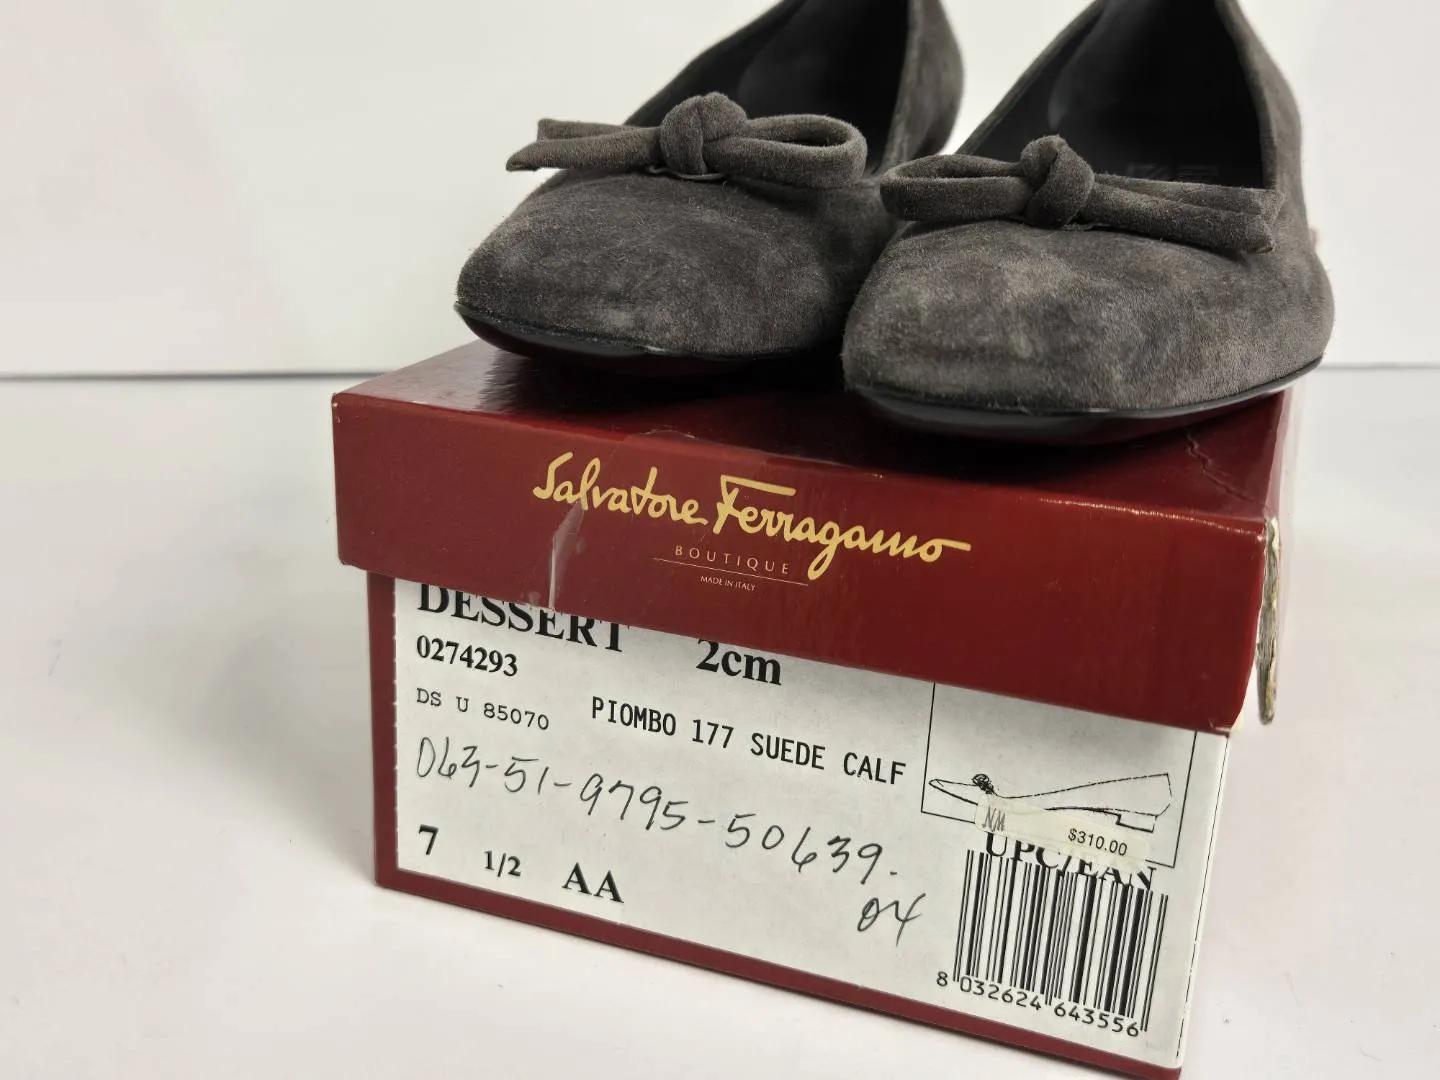 Salvatore Ferragamo
BOUTIQUE
MADE IN ITALY
DESSERT 2cm
0274293
DS U 85070 PIOMBO 177 SUEDE CALF
063-51-9795-50639-
04
7 1/2 AA
NM $310.00
UPC/EAN
8 032624 643556